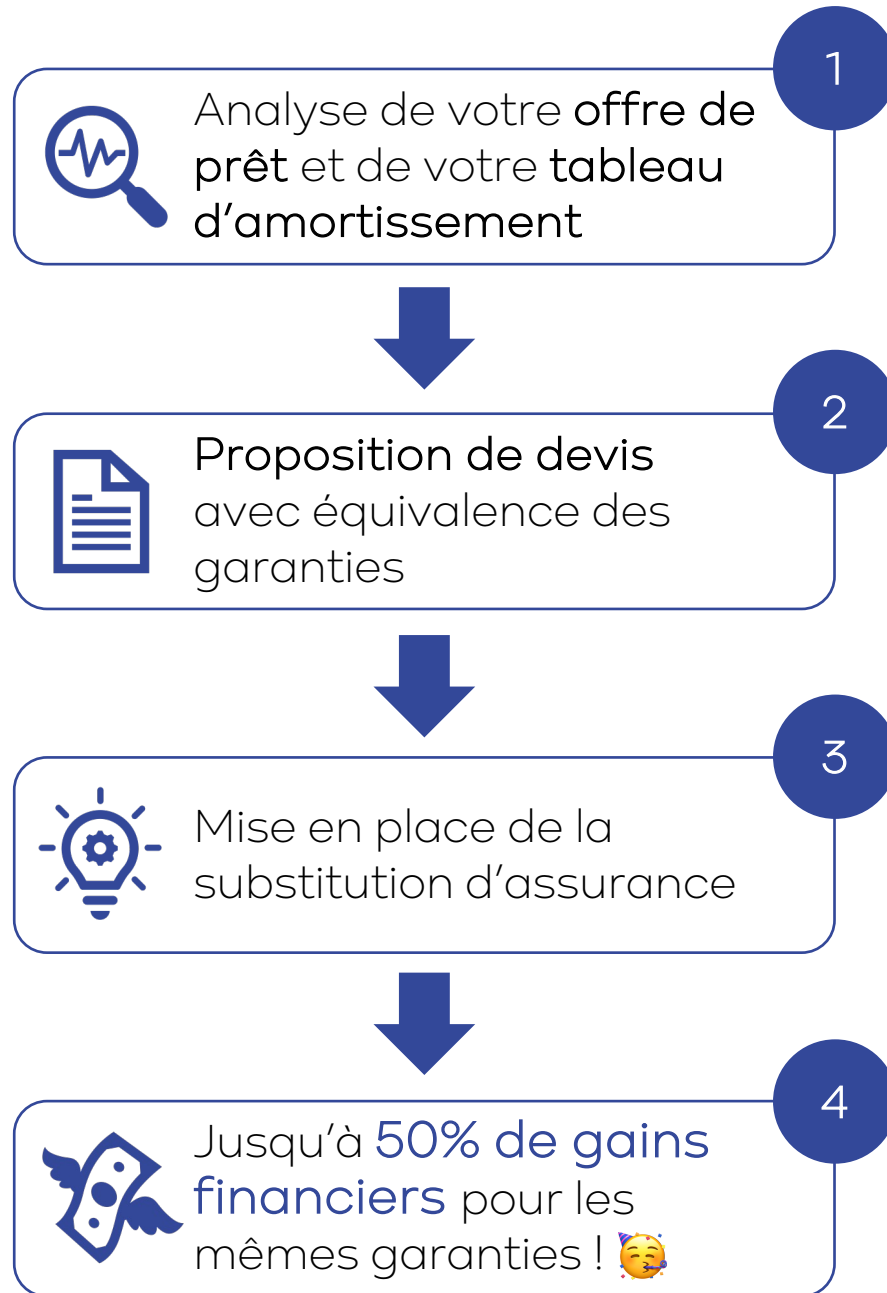 1
Analyse de votre offre de
prêt et de votre tableau
d’amortissement
2
Proposition de devis
avec équivalence des
garanties
3
Mise en place de la
substitution d’assurance
4
Jusqu’à 50% de gains
financiers pour les
mêmes garanties ! 🥳